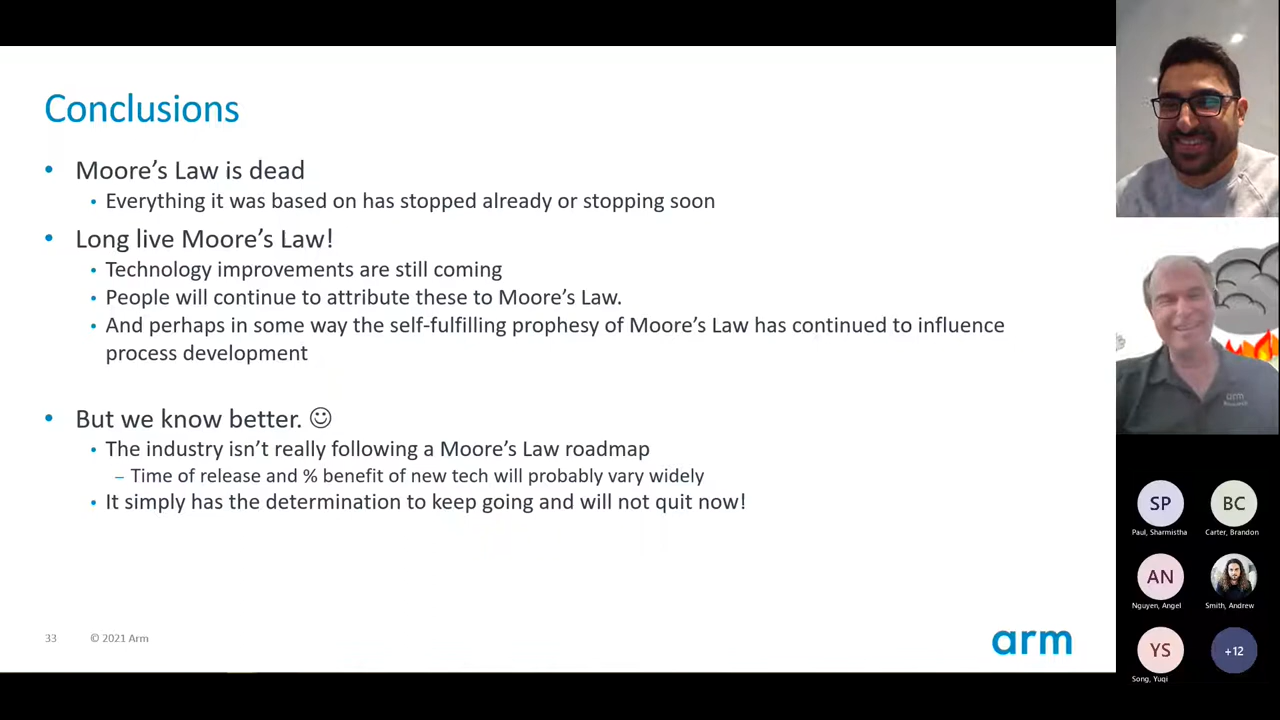 Conclusions
• Moore’s Law is dead
• Everything it was based on has stopped already or stopping soon
• Long live Moore’s Law!
• Technology improvements are still coming
• People will continue to attribute these to Moore’s Law.
• And perhaps in some way the self-fulfilling prophesy of Moore’s Law has continued to influence
process development
• But we know better. ☺
• The industry isn’t really following a Moore’s Law roadmap
– Time of release and % benefit of new tech will probably vary widely
• It simply has the determination to keep going and will not quit now!
33 © 2021 Arm
arm
arm
SP BC
Paul, Sharmistha Carter, Brandon
AN
Nguyen, Angel Smith, Andrew
YS +12
Song, Yuqi